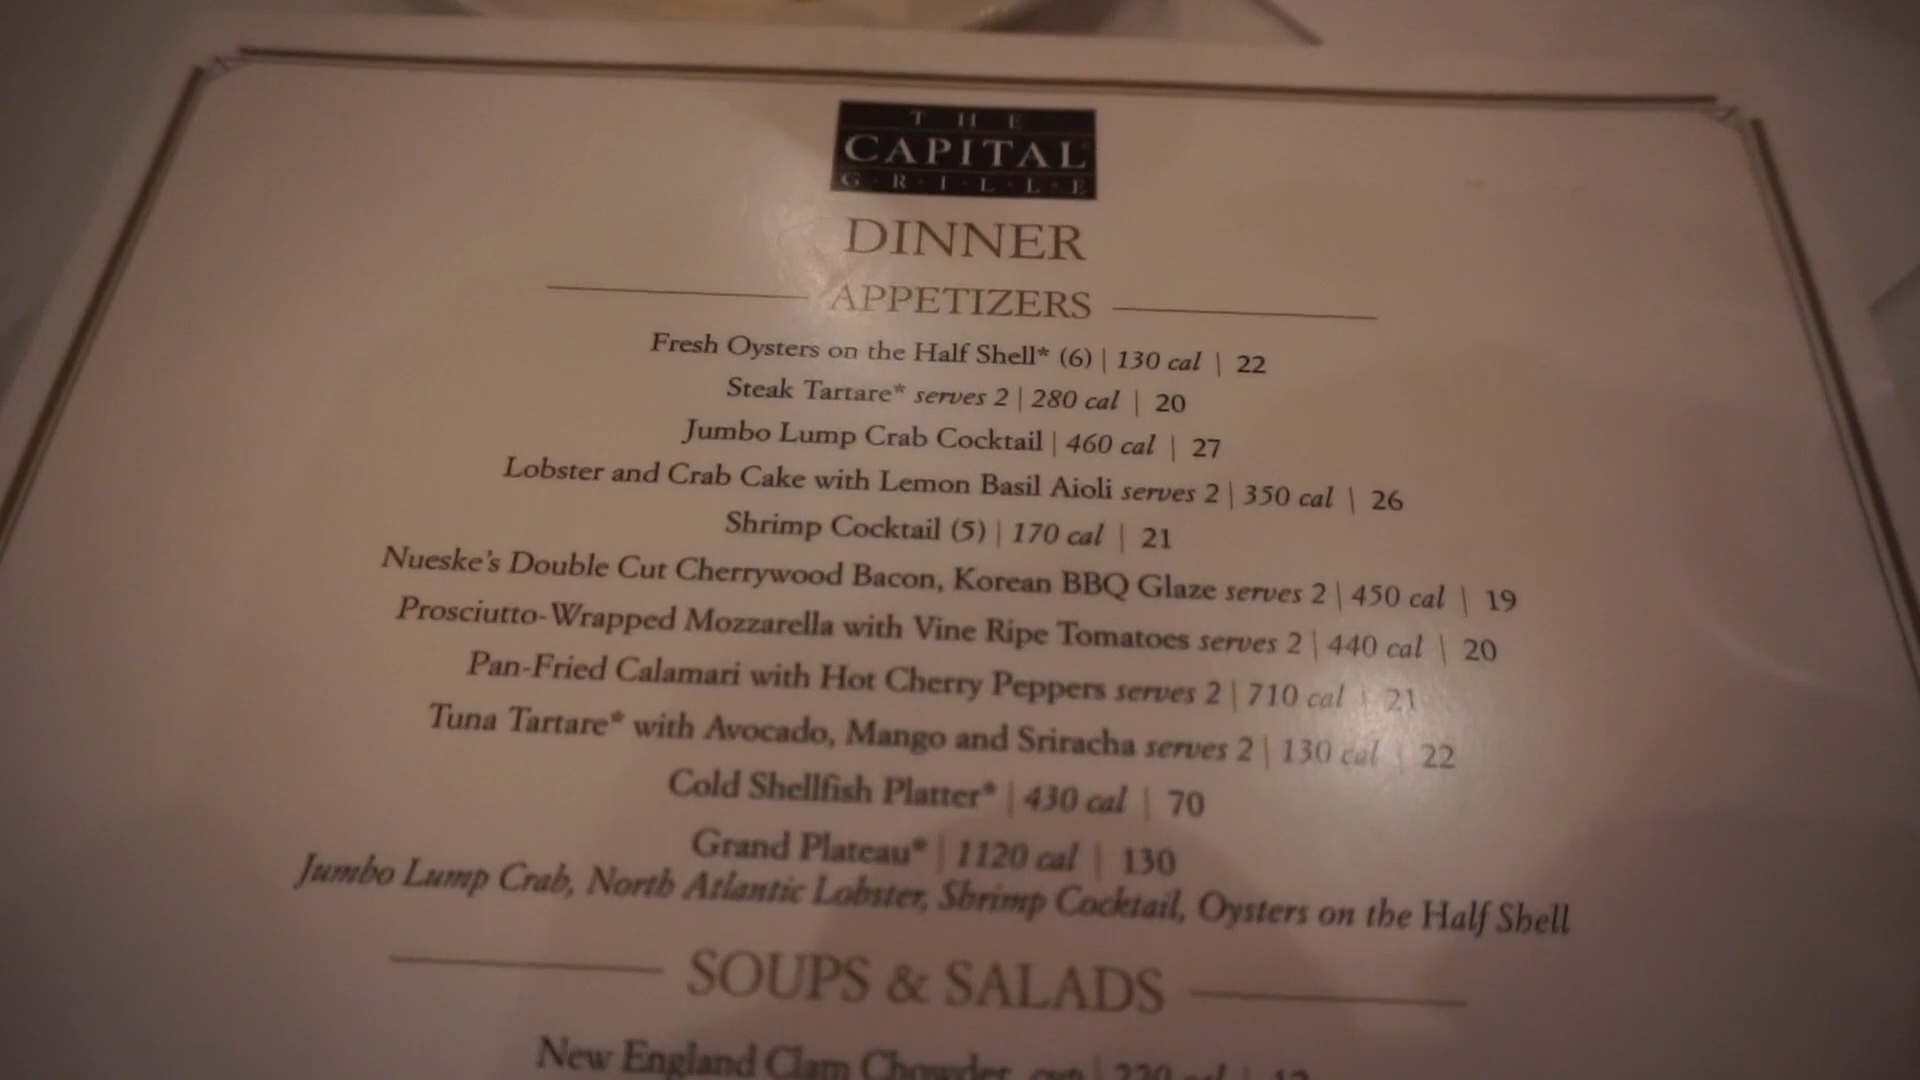 THE
CAPITAL
G·R·I·L·L·E
DINNER
APPETIZERS
Fresh Oysters on the Half Shell* (6) | 130 cal | 22
Steak Tartare* serves 2 | 280 cal | 20
Jumbo Lump Crab Cocktail | 460 cal | 27
Lobster and Crab Cake with Lemon Basil Aioli serves 2 | 350 cal | 26
Shrimp Cocktail (5) | 170 cal | 21
Nueske's Double Cut Cherrywood Bacon, Korean BBQ Glaze serves 2 | 450 cal | 19
Prosciutto-Wrapped Mozzarella with Vine Ripe Tomatoes serves 2 | 440 cal | 20
Pan-Fried Calamari with Hot Cherry Peppers serves 2 | 710 cal | 21
Tuna Tartare* with Avocado, Mango and Sriracha serves 2 | 130 cal | 22
Cold Shellfish Platter* | 430 cal | 70
Grand Plateau* | 1120 cal | 130
Jumbo Lump Crab, North Atlantic Lobster, Shrimp Cocktail, Oysters on the Half Shell
SOUPS & SALADS
New England Clam Chowder cup |